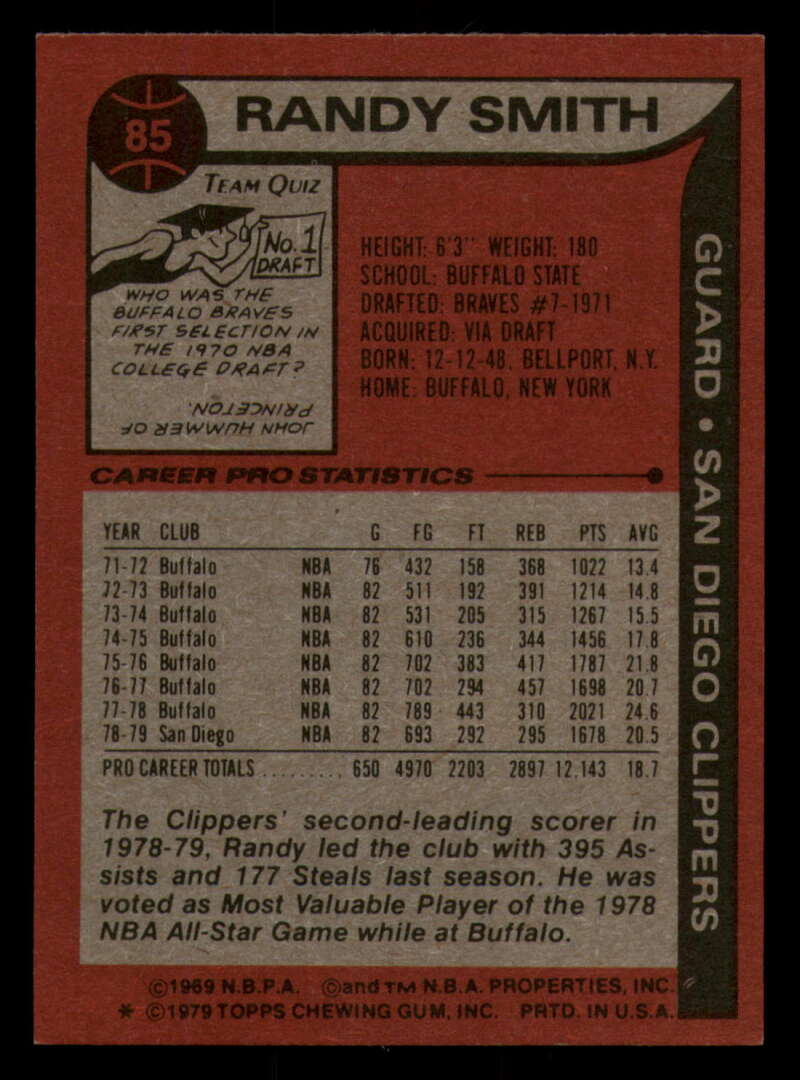 85
RANDY SMITH
TEAM QUIZ
No. 1
DRAFT
WHO WAS THE
BUFFALO BRAVES
FIRST SELECTION IN
THE 1970 NBA
COLLEGE DRAFT?
JOHN HUMMER OF
PRINCETON.
HEIGHT: 6'3" WEIGHT: 180
SCHOOL: BUFFALO STATE
DRAFTED: BRAVES #7-1971
ACQUIRED: VIA DRAFT
BORN: 12-12-48, BELLPORT, N.Y.
HOME: BUFFALO, NEW YORK
GUARD • SAN DIEGO CLIPPERS
CAREER PRO STATISTICS
YEAR CLUB G FG FT REB PTS AVG
71-72 Buffalo NBA 76 432 158 368 1022 13.4
72-73 Buffalo NBA 82 511 192 391 1214 14.8
73-74 Buffalo NBA 82 531 205 315 1267 15.5
74-75 Buffalo NBA 82 610 236 344 1456 17.8
75-76 Buffalo NBA 82 702 383 417 1787 21.8
76-77 Buffalo NBA 82 702 294 457 1698 20.7
77-78 Buffalo NBA 82 789 443 310 2021 24.6
78-79 San Diego NBA 82 693 292 295 1678 20.5
PRO CAREER TOTALS ......... 650 4970 2203 2897 12,143 18.7
The Clippers' second-leading scorer in
1978-79, Randy led the club with 395 As-
sists and 177 Steals last season. He was
voted as Most Valuable Player of the 1978
NBA All-Star Game while at Buffalo.
©1969 N.B.P.A. ©and TM N.B.A. PROPERTIES, INC.
* ©1979 TOPPS CHEWING GUM, INC. PRTD. IN U.S.A.